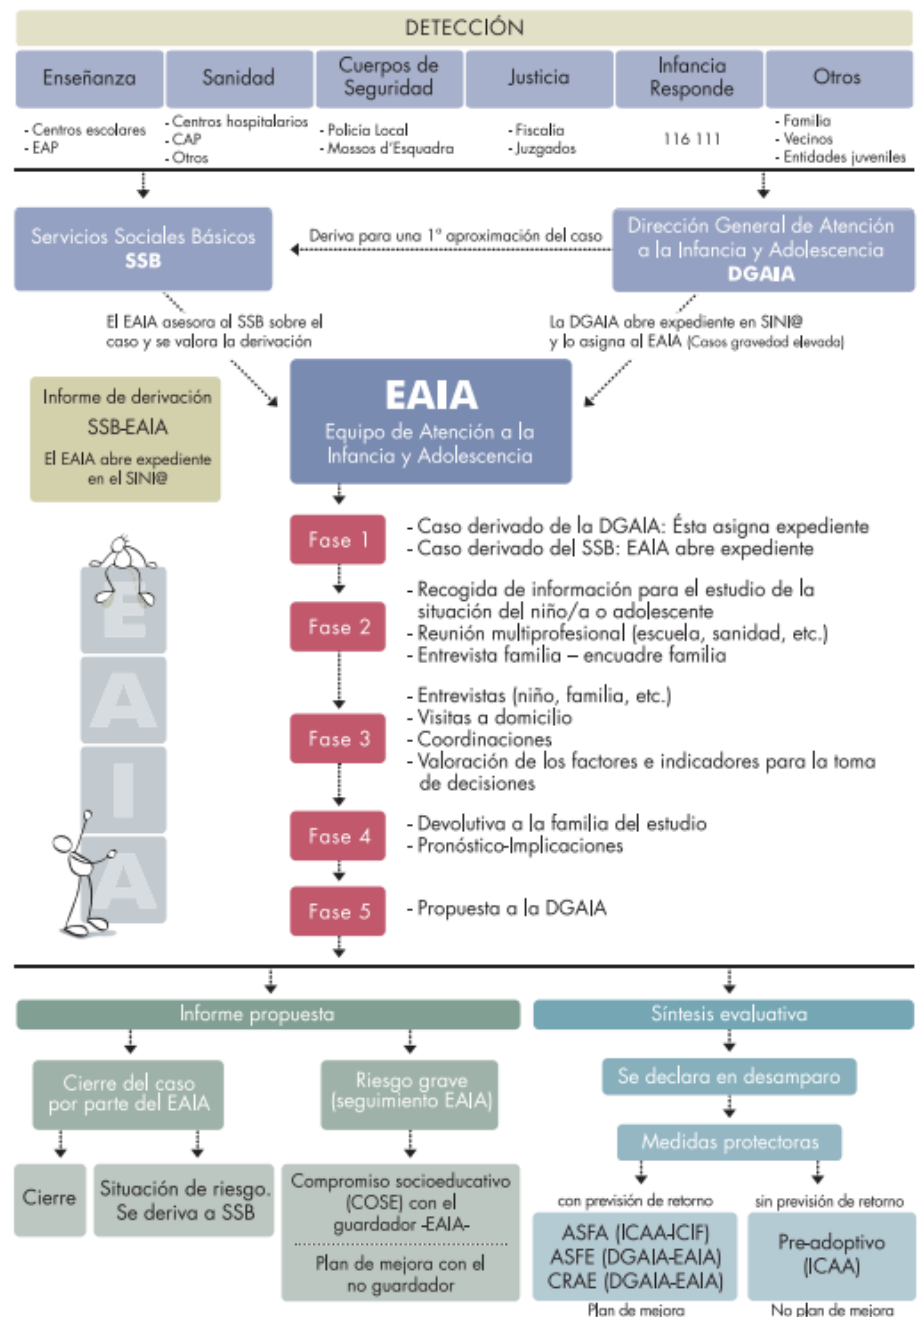 DETECCIÓN
Enseñanza
Sanidad
Cuerpos de
Seguridad
Justicia
Infancia
Responde
Otros
- Centros escolares
- EAP
- Centros hospitalarios
- CAP
- Otros
- Policia Local
- Mossos d'Esquadra
- Fiscalia
- Juzgados
116 111
- Familia
- Vecinos
- Entidades juveniles
Servicios Sociales Básicos
SSB
Deriva para una 1º aproximación del caso
Dirección General de Atención
a la Infancia y Adolescencia
DGAIA
El EAIA asesora al SSB sobre el
caso y se valora la derivación
La DGAIA abre expediente en SINI@
y lo asigna al EAIA (Casos gravedad elevada)
Informe de derivación
SSB-EAIA
El EAIA abre expediente
en el SINI@
EAIA
Equipo de Atención a la
Infancia y Adolescencia
Fase 1
- Caso derivado de la DGAIA: Ésta asigna expediente
- Caso derivado del SSB: EAIA abre expediente
Fase 2
- Recogida de información para el estudio de la
situación del niño/a o adolescente
- Reunión multiprofesional (escuela, sanidad, etc.)
- Entrevista familia – encuadre familia
Fase 3
- Entrevistas (niño, familia, etc.)
- Visitas a domicilio
- Coordinaciones
- Valoración de los factores e indicadores para la toma
de decisiones
Fase 4
- Devolutiva a la familia del estudio
- Pronóstico-Implicaciones
Fase 5
- Propuesta a la DGAIA
E
A
I
A
Informe propuesta
Síntesis evaluativa
Cierre del caso
por parte del EAIA
Riesgo grave
(seguimiento EAIA)
Se declara en desamparo
Medidas protectoras
Cierre
Situación de riesgo.
Se deriva a SSB
Compromiso socioeducativo
(COSE) con el
guardador -EAIA-
Plan de mejora con el
no guardador
con previsión de retorno
ASFA (ICAA-ICIF)
ASFE (DGAIA-EAIA)
CRAE (DGAIA-EAIA)
Plan de mejora
sin previsión de retorno
Pre-adoptivo
(ICAA)
No plan de mejora